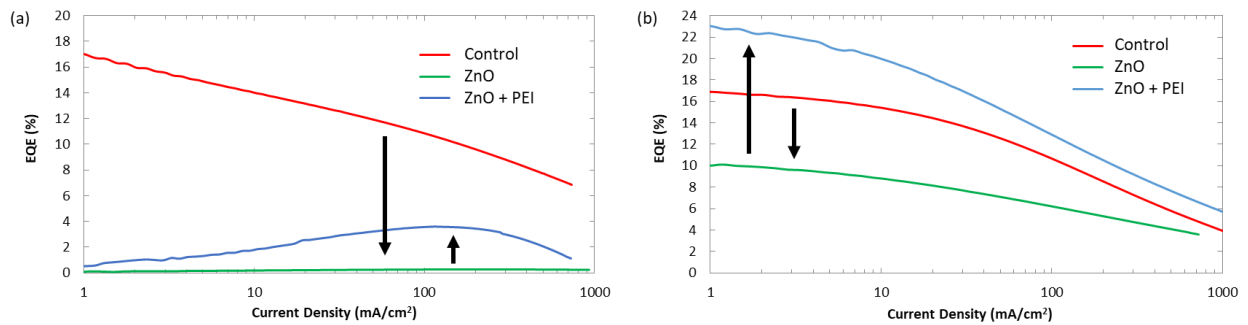 (a)
EQE (%)
20
18
16
14
12
10
8
6
4
2
0
1
10
100
1000
Current Density (mA/cm²)
Control
ZnO
ZnO + PEI
(b)
EQE (%)
24
22
20
18
16
14
12
10
8
6
4
2
0
1
10
100
1000
Current Density (mA/cm²)
Control
ZnO
ZnO + PEI